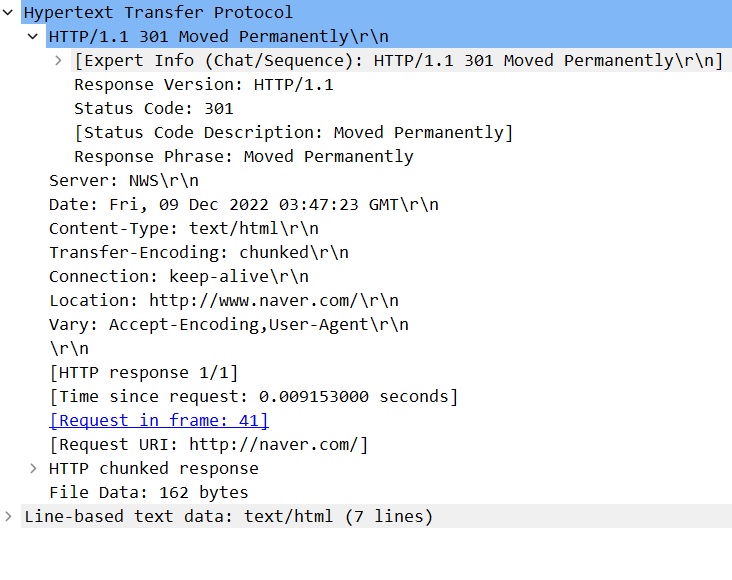 Hypertext Transfer Protocol
HTTP/1.1 301 Moved Permanently\r\n
[Expert Info (Chat/Sequence): HTTP/1.1 301 Moved Permanently\r\n]
Response Version: HTTP/1.1
Status Code: 301
[Status Code Description: Moved Permanently]
Response Phrase: Moved Permanently
Server: NWS\r\n
Date: Fri, 09 Dec 2022 03:47:23 GMT\r\n
Content-Type: text/html\r\n
Transfer-Encoding: chunked\r\n
Connection: keep-alive\r\n
Location: http://www.naver.com/\r\n
Vary: Accept-Encoding,User-Agent\r\n
\r\n
[HTTP response 1/1]
[Time since request: 0.009153000 seconds]
[Request in frame: 41]
[Request URI: http://naver.com/]
HTTP chunked response
File Data: 162 bytes
Line-based text data: text/html (7 lines)